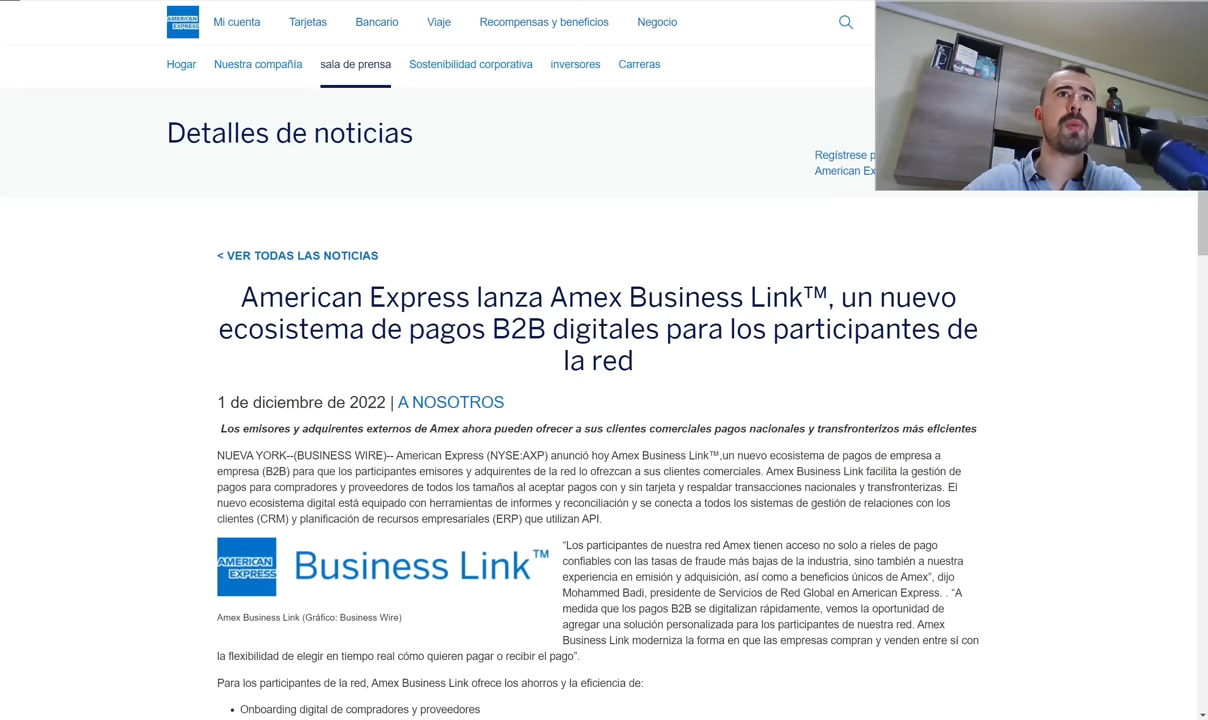 AMERICAN EXPRESS
Mi cuenta Tarjetas Bancario Viaje Recompensas y beneficios Negocio
Hogar Nuestra compañía sala de prensa Sostenibilidad corporativa inversores Carreras
Detalles de noticias
Regístrese p
American Ex
< VER TODAS LAS NOTICIAS
American Express lanza Amex Business Link™, un nuevo
ecosistema de pagos B2B digitales para los participantes de
la red
1 de diciembre de 2022 | A NOSOTROS
Los emisores y adquirentes externos de Amex ahora pueden ofrecer a sus clientes comerciales pagos nacionales y transfronterizos más eficientes
NUEVA YORK--(BUSINESS WIRE)-- American Express (NYSE:AXP) anunció hoy Amex Business Link™,un nuevo ecosistema de pagos de empresa a
empresa (B2B) para que los participantes emisores y adquirentes de la red lo ofrezcan a sus clientes comerciales. Amex Business Link facilita la gestión de
pagos para compradores y proveedores de todos los tamaños al aceptar pagos con y sin tarjeta y respaldar transacciones nacionales y transfronterizas. El
nuevo ecosistema digital está equipado con herramientas de informes y reconciliación y se conecta a todos los sistemas de gestión de relaciones con los
clientes (CRM) y planificación de recursos empresariales (ERP) que utilizan API.
AMERICAN EXPRESS Business Link™
Amex Business Link (Gráfico: Business Wire)
“Los participantes de nuestra red Amex tienen acceso no solo a rieles de pago
confiables con las tasas de fraude más bajas de la industria, sino también a nuestra
experiencia en emisión y adquisición, así como a beneficios únicos de Amex”, dijo
Mohammed Badi, presidente de Servicios de Red Global en American Express. . “A
medida que los pagos B2B se digitalizan rápidamente, vemos la oportunidad de
agregar una solución personalizada para los participantes de nuestra red. Amex
Business Link moderniza la forma en que las empresas compran y venden entre sí con
la flexibilidad de elegir en tiempo real cómo quieren pagar o recibir el pago”.
Para los participantes de la red, Amex Business Link ofrece los ahorros y la eficiencia de:
• Onboarding digital de compradores y proveedores